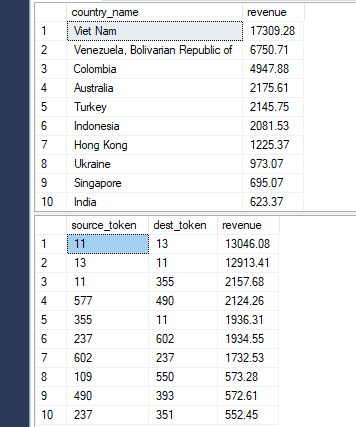 country_name revenue
1 Viet Nam 17309.28
2 Venezuela, Bolivarian Republic of 6750.71
3 Colombia 4947.88
4 Australia 2175.61
5 Turkey 2145.75
6 Indonesia 2081.53
7 Hong Kong 1225.37
8 Ukraine 973.07
9 Singapore 695.07
10 India 623.37
source_token dest_token revenue
1 11 13 13046.08
2 13 11 12913.41
3 11 355 2157.68
4 577 490 2124.26
5 355 11 1936.31
6 237 602 1934.55
7 602 237 1732.53
8 109 550 573.28
9 490 393 572.61
10 237 351 552.45